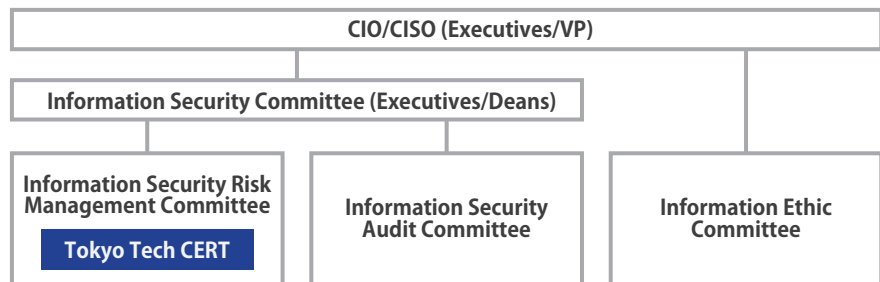 CIO/CISO (Executives/VP)
Information Security Committee (Executives/Deans)
Information Security Risk
Management Committee
Tokyo Tech CERT
Information Security
Audit Committee
Information Ethic
Committee